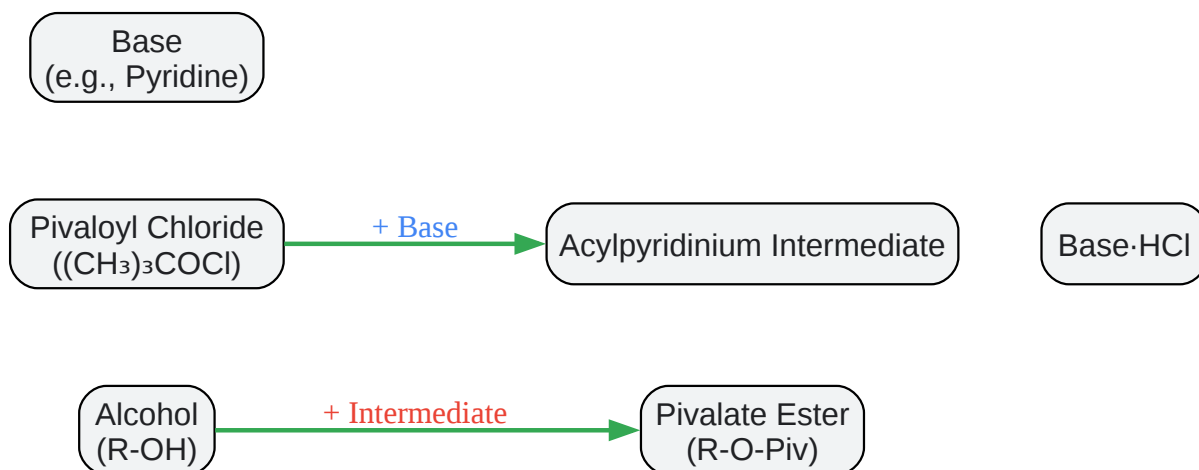 Base
(e.g., Pyridine)
Pivaloyl Chloride
((CH₃)₃COCl)
+ Base
Acylpyridinium Intermediate
Base·HCl
Alcohol
(R-OH)
+ Intermediate
Pivalate Ester
(R-O-Piv)